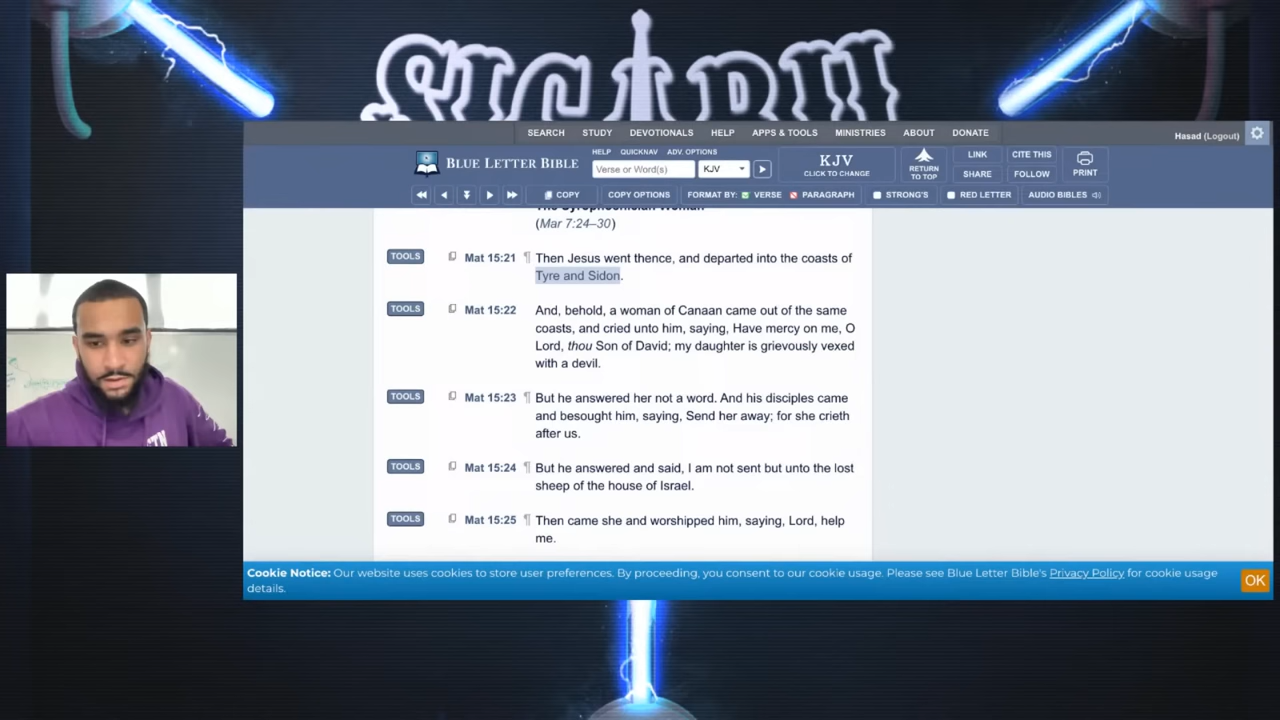 SICARII
SEARCH STUDY DEVOTIONALS HELP APPS & TOOLS MINISTRIES ABOUT DONATE
Hasad (Logout)
BLUE LETTER BIBLE
HELP QUICKNAV ADV. OPTIONS
Verse or Word(s) KJV
KJV
CLICK TO CHANGE
RETURN
TO TOP
LINK CITE THIS
SHARE FOLLOW
PRINT
COPY COPY OPTIONS FORMAT BY: VERSE PARAGRAPH STRONG'S RED LETTER AUDIO BIBLES
The Syrophoenician Woman
(Mar 7:24–30)
TOOLS Mat 15:21 ¶ Then Jesus went thence, and departed into the coasts of
Tyre and Sidon.
TOOLS Mat 15:22 And, behold, a woman of Canaan came out of the same
coasts, and cried unto him, saying, Have mercy on me, O
Lord, thou Son of David; my daughter is grievously vexed
with a devil.
TOOLS Mat 15:23 ¶ But he answered her not a word. And his disciples came
and besought him, saying, Send her away; for she crieth
after us.
TOOLS Mat 15:24 ¶ But he answered and said, I am not sent but unto the lost
sheep of the house of Israel.
TOOLS Mat 15:25 ¶ Then came she and worshipped him, saying, Lord, help
me.
Cookie Notice: Our website uses cookies to store user preferences. By proceeding, you consent to our cookie usage. Please see Blue Letter Bible's Privacy Policy for cookie usage
details.
OK